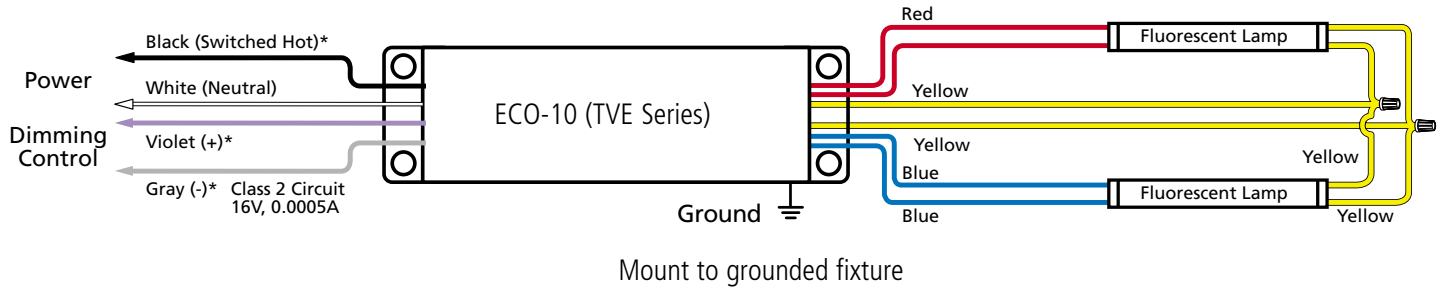 Red
Black (Switched Hot)*
Fluorescent Lamp
Power
White (Neutral)
Yellow
ECO-10 (TVE Series)
Dimming
Control
Violet (+)*
Yellow
Yellow
Blue
Gray (-)* Class 2 Circuit
16V, 0.0005A
Fluorescent Lamp
Ground
Blue
Yellow
Mount to grounded fixture